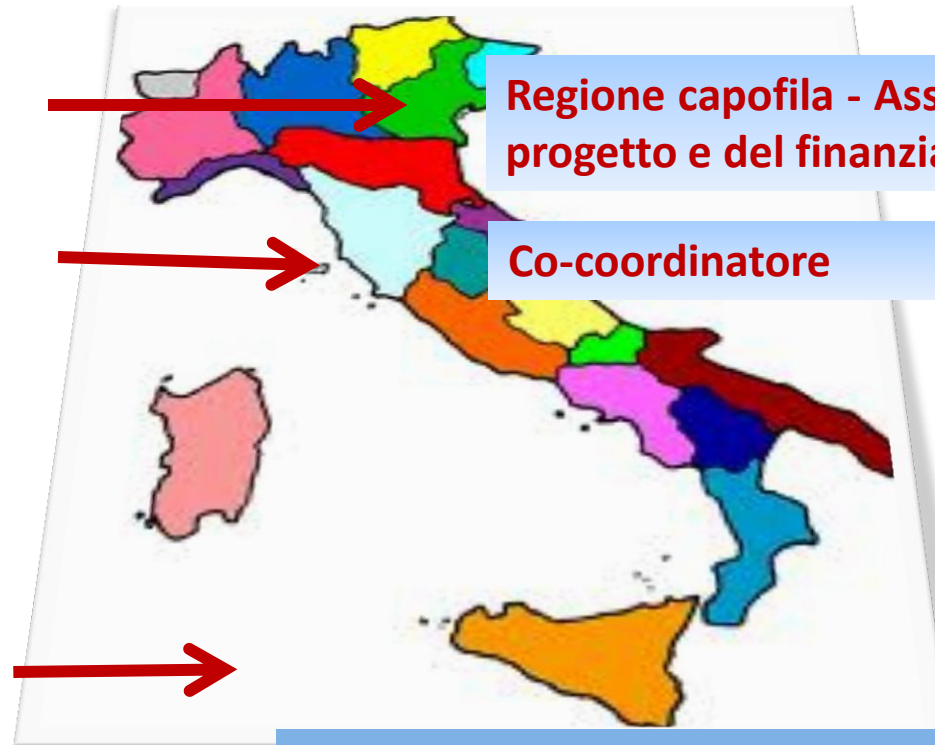 Regione capofila - Ass
progetto e del finanzia
Co-coordinatore